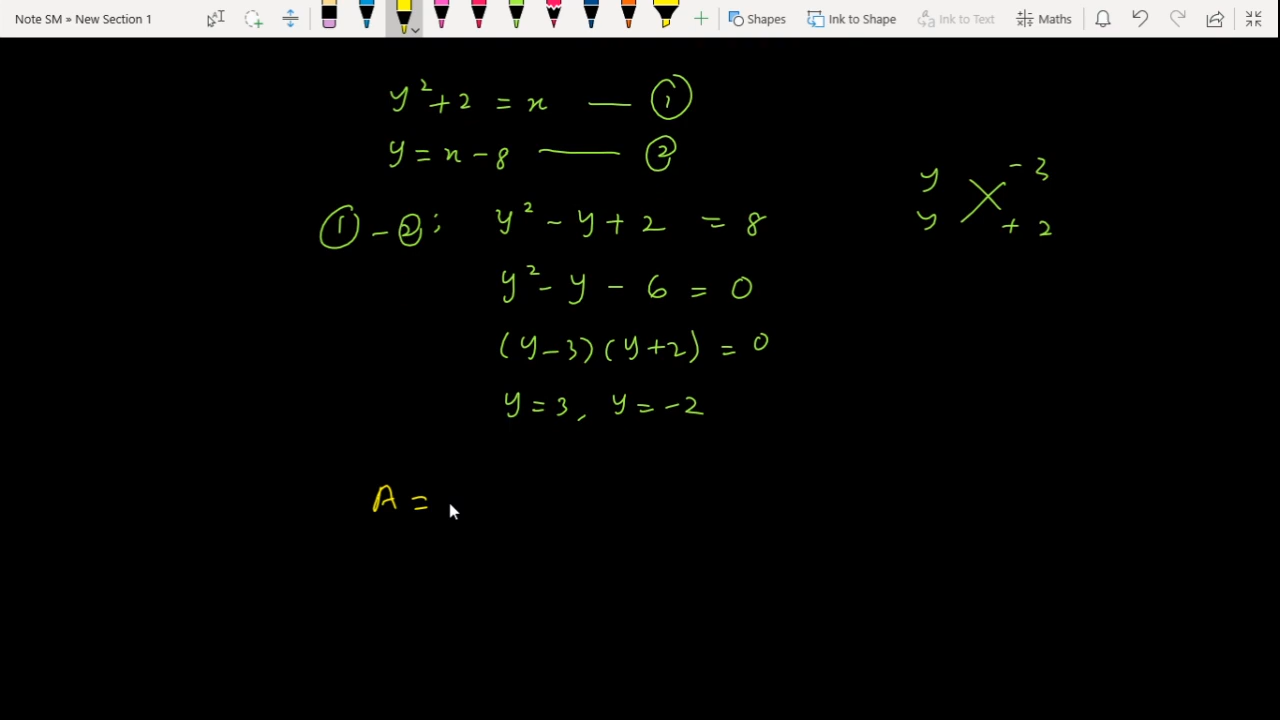 Note SM » New Section 1
Shapes
Ink to Shape
Ink to Text
Maths
y² + 2 = x — ①
y = x - 8 — ②
① - ② ; y² - y + 2 = 8
y² - y - 6 = 0
(y - 3)(y + 2) = 0
y = 3, y = -2
y - 3
y + 2
A =